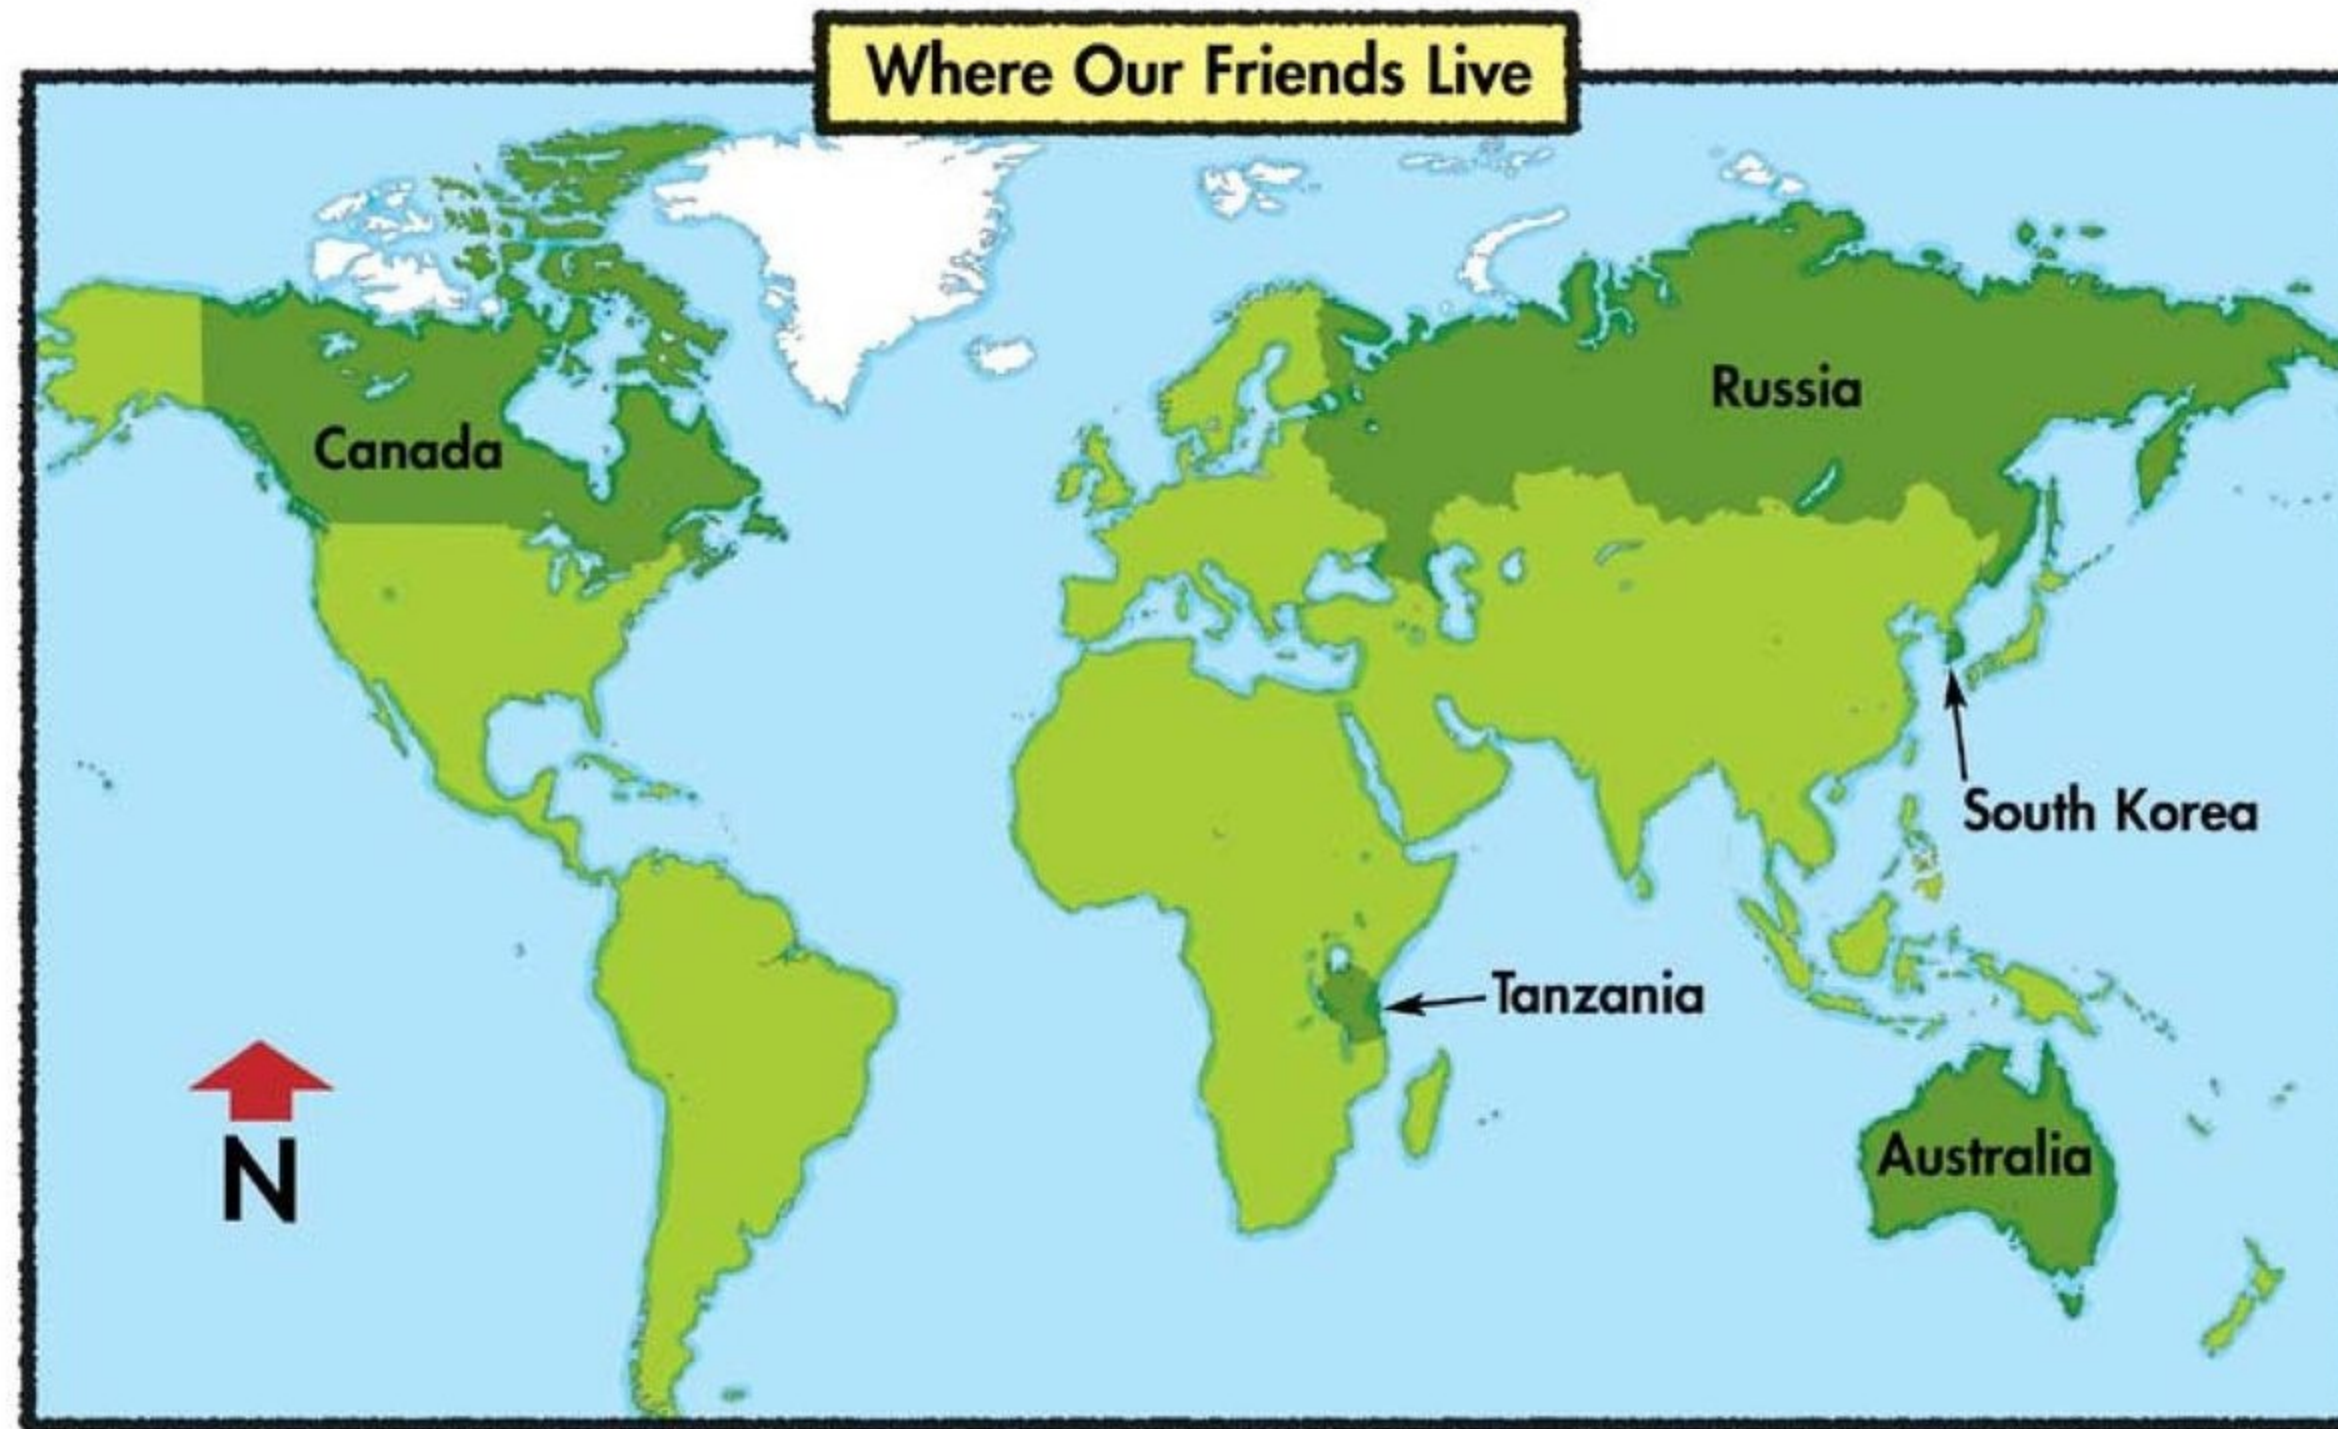 Where Our Friends Live
Canada
Russia
South Korea
Tanzania
Australia
N